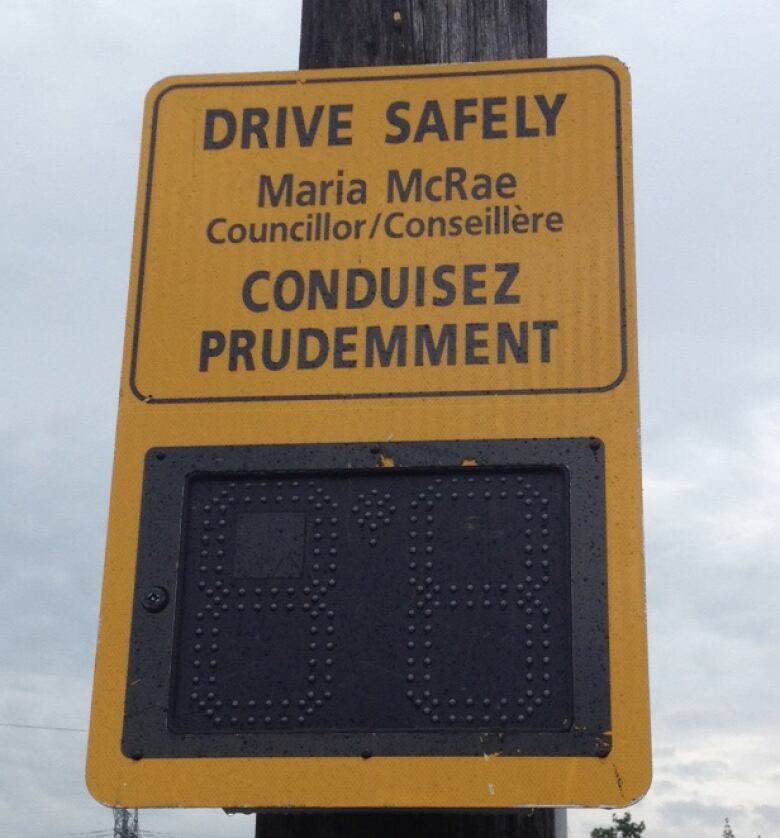 DRIVE SAFELY
Maria McRae
Councillor/Conseillère
CONDUISEZ
PRUDEMMENT